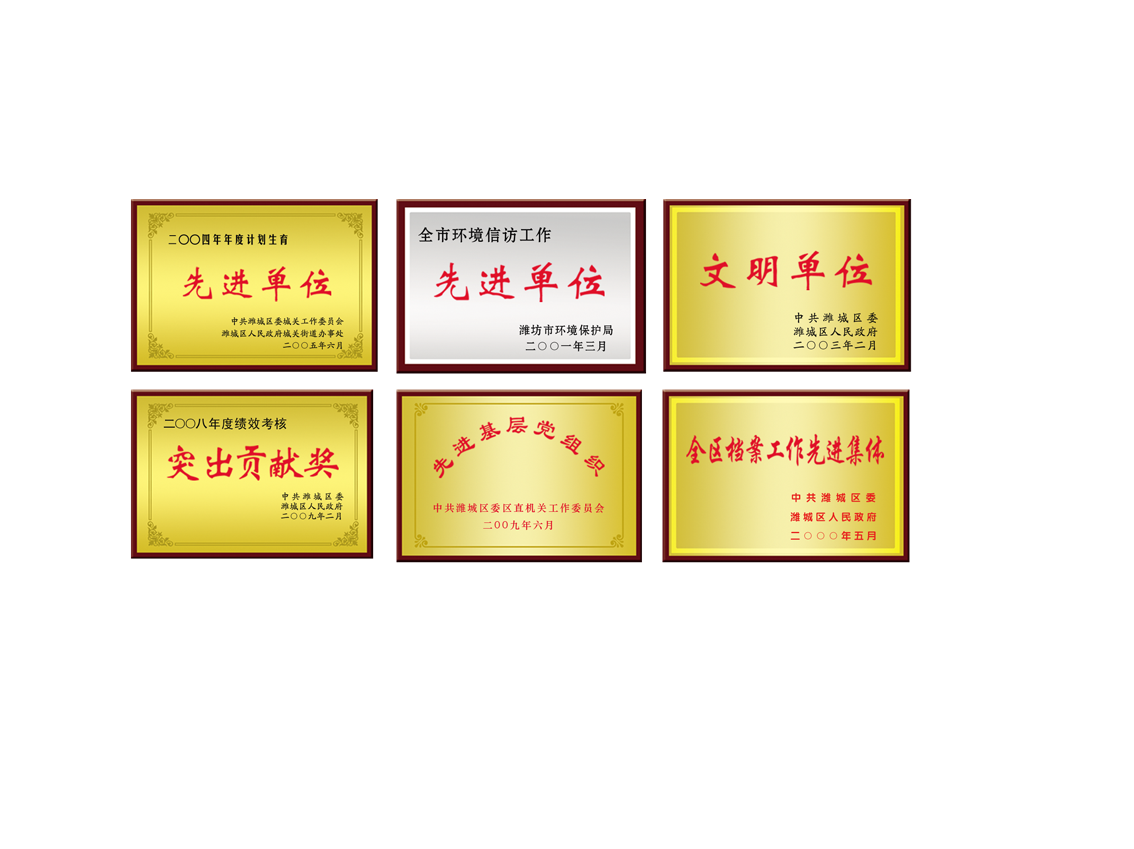 二〇〇四年年度计划生育
先进单位
中共潍城区委城关工作委员会
潍城区人民政府城关街道办事处
二〇〇五年六月
全市环境信访工作
先进单位
潍坊市环境保护局
二〇〇一年三月
文明单位
中共潍城区委
潍城区人民政府
二〇〇三年二月
二〇〇八年度绩效考核
突出贡献奖
中共潍城区委
潍城区人民政府
二〇〇九年二月
先进基层党组织
中共潍城区委区直机关工作委员会
二00九年六月
全区档案工作先进集体
中共潍城区委
潍城区人民政府
二〇〇〇年五月